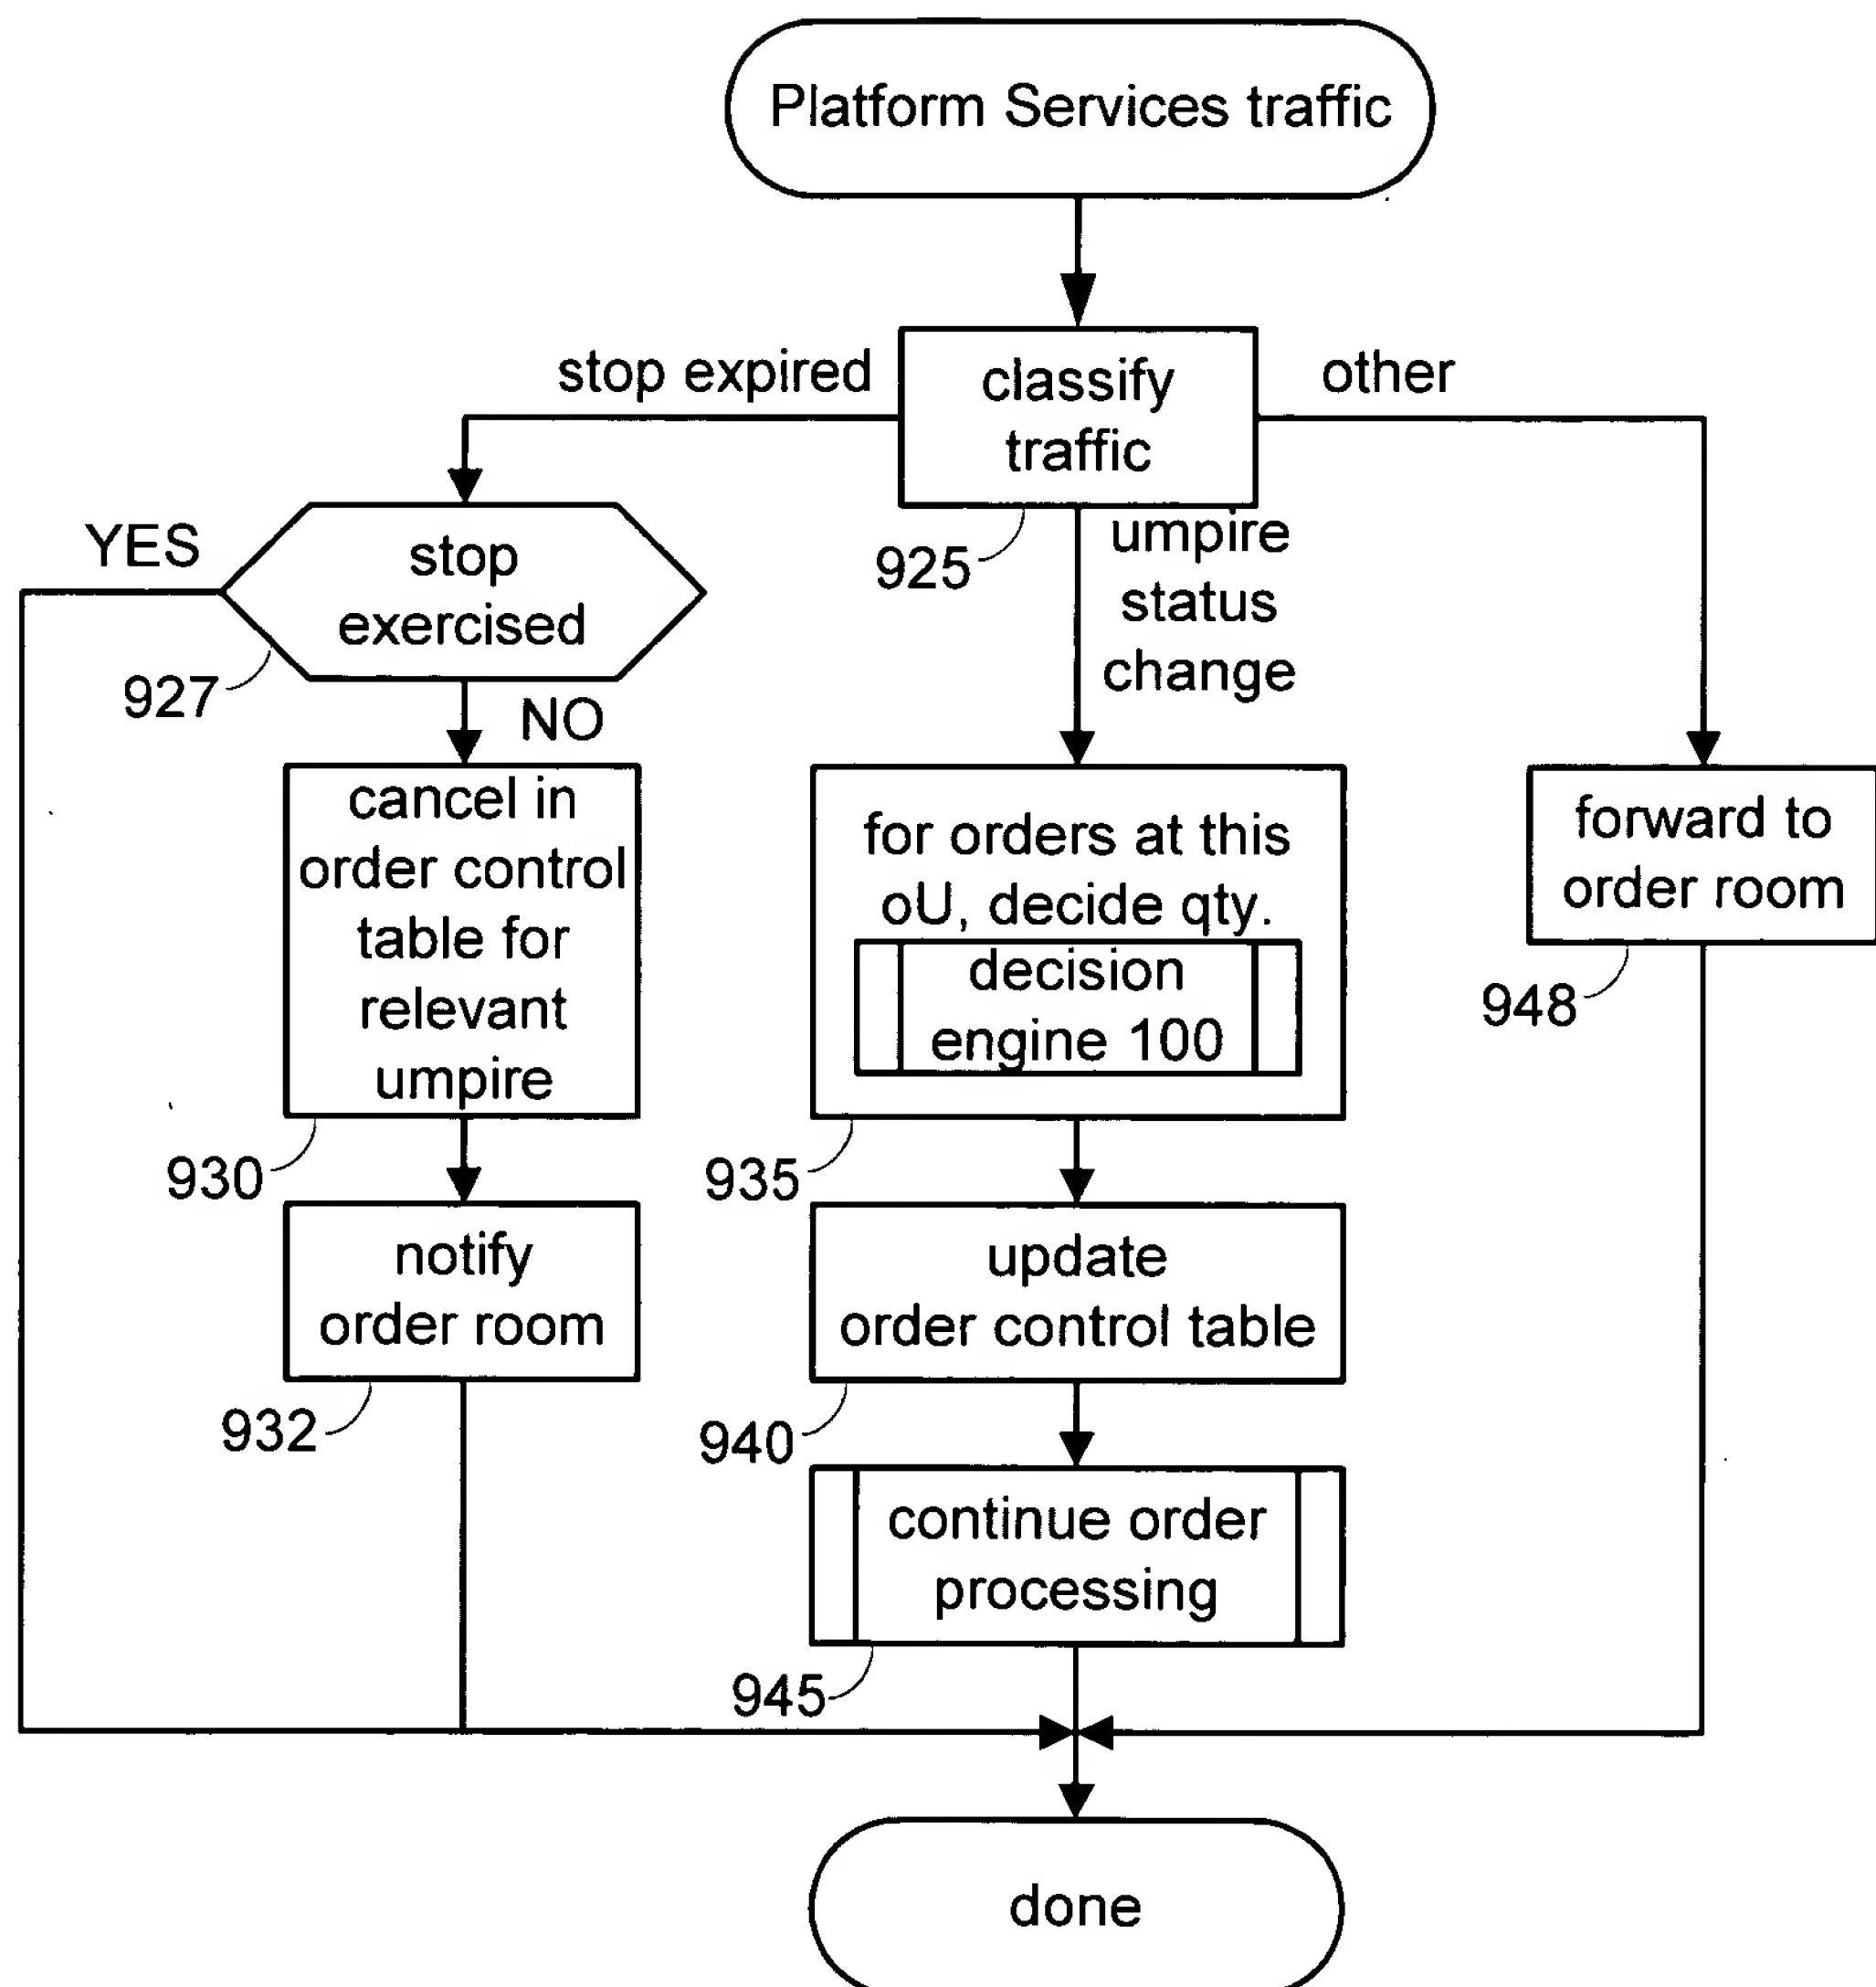 Platform Services traffic
classify
traffic
925
stop expired
umpire
status
change
other
stop
exercised
927
YES
NO
cancel in
order control
table for
relevant
umpire
930
notify
order room
932
for orders at this
oU, decide qty.
decision
engine 100
935
update
order control table
940
continue order
processing
945
forward to
order room
948
done